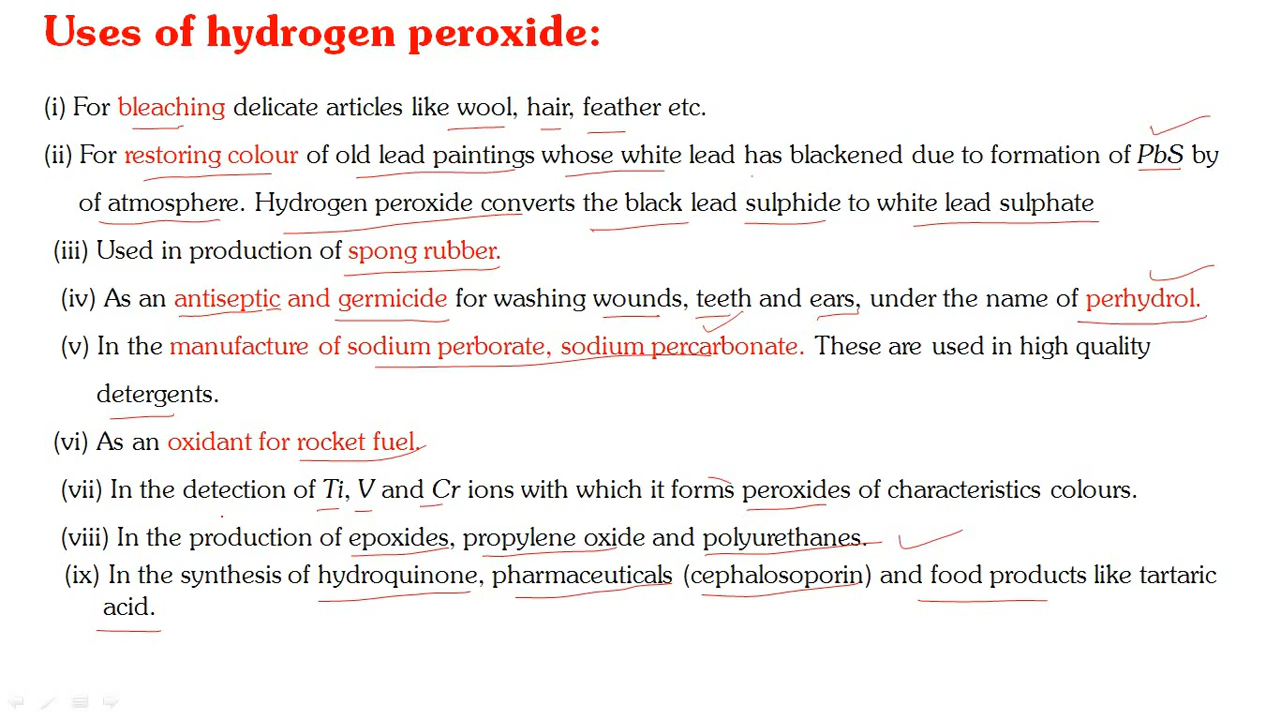 Uses of hydrogen peroxide:
(i) For bleaching delicate articles like wool, hair, feather etc.
(ii) For restoring colour of old lead paintings whose white lead has blackened due to formation of PbS by
of atmosphere. Hydrogen peroxide converts the black lead sulphide to white lead sulphate
(iii) Used in production of spong rubber.
(iv) As an antiseptic and germicide for washing wounds, teeth and ears, under the name of perhydrol.
(v) In the manufacture of sodium perborate, sodium percarbonate. These are used in high quality
detergents.
(vi) As an oxidant for rocket fuel.
(vii) In the detection of Ti, V and Cr ions with which it forms peroxides of characteristics colours.
(viii) In the production of epoxides, propylene oxide and polyurethanes.
(ix) In the synthesis of hydroquinone, pharmaceuticals (cephalosoporin) and food products like tartaric
acid.